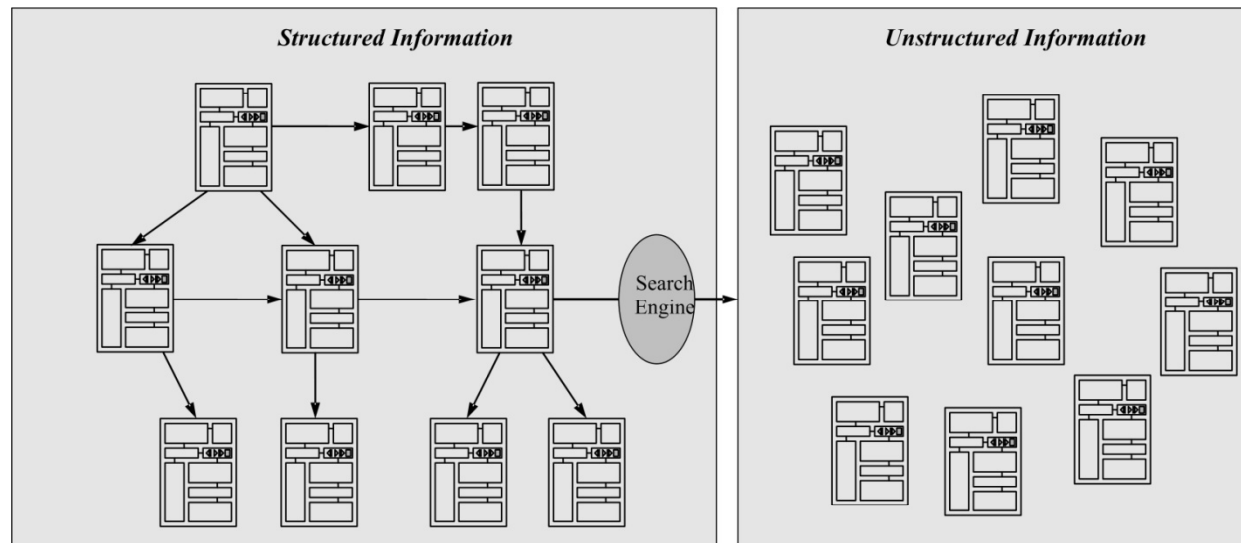 Structured Information
Unstructured Information
Search
Engine